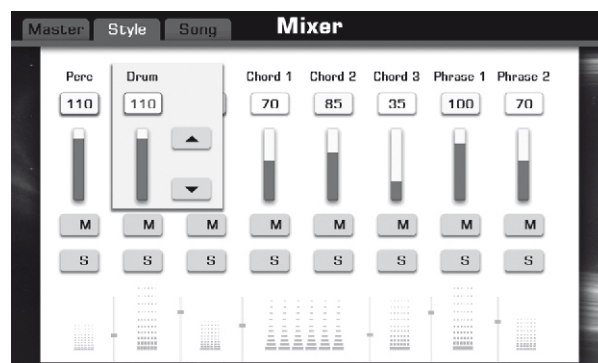 Master Style Song Mixer
Perc Drum Chord 1 Chord 2 Chord 3 Phrase 1 Phrase 2
110 110 70 85 35 100 70
M M M M M M M M
S S S S S S S S